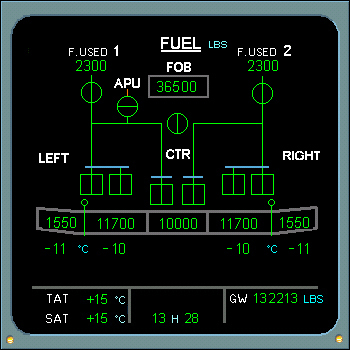 F.USED 1 FUEL LBS F.USED 2
2300 FOB 2300
APU 36500
LEFT CTR RIGHT
1550 11700 10000 11700 1550
-11 °C -10 -10 °C -11
TAT +15 °C GW 132213 LBS
SAT +15 °C 13 H 28